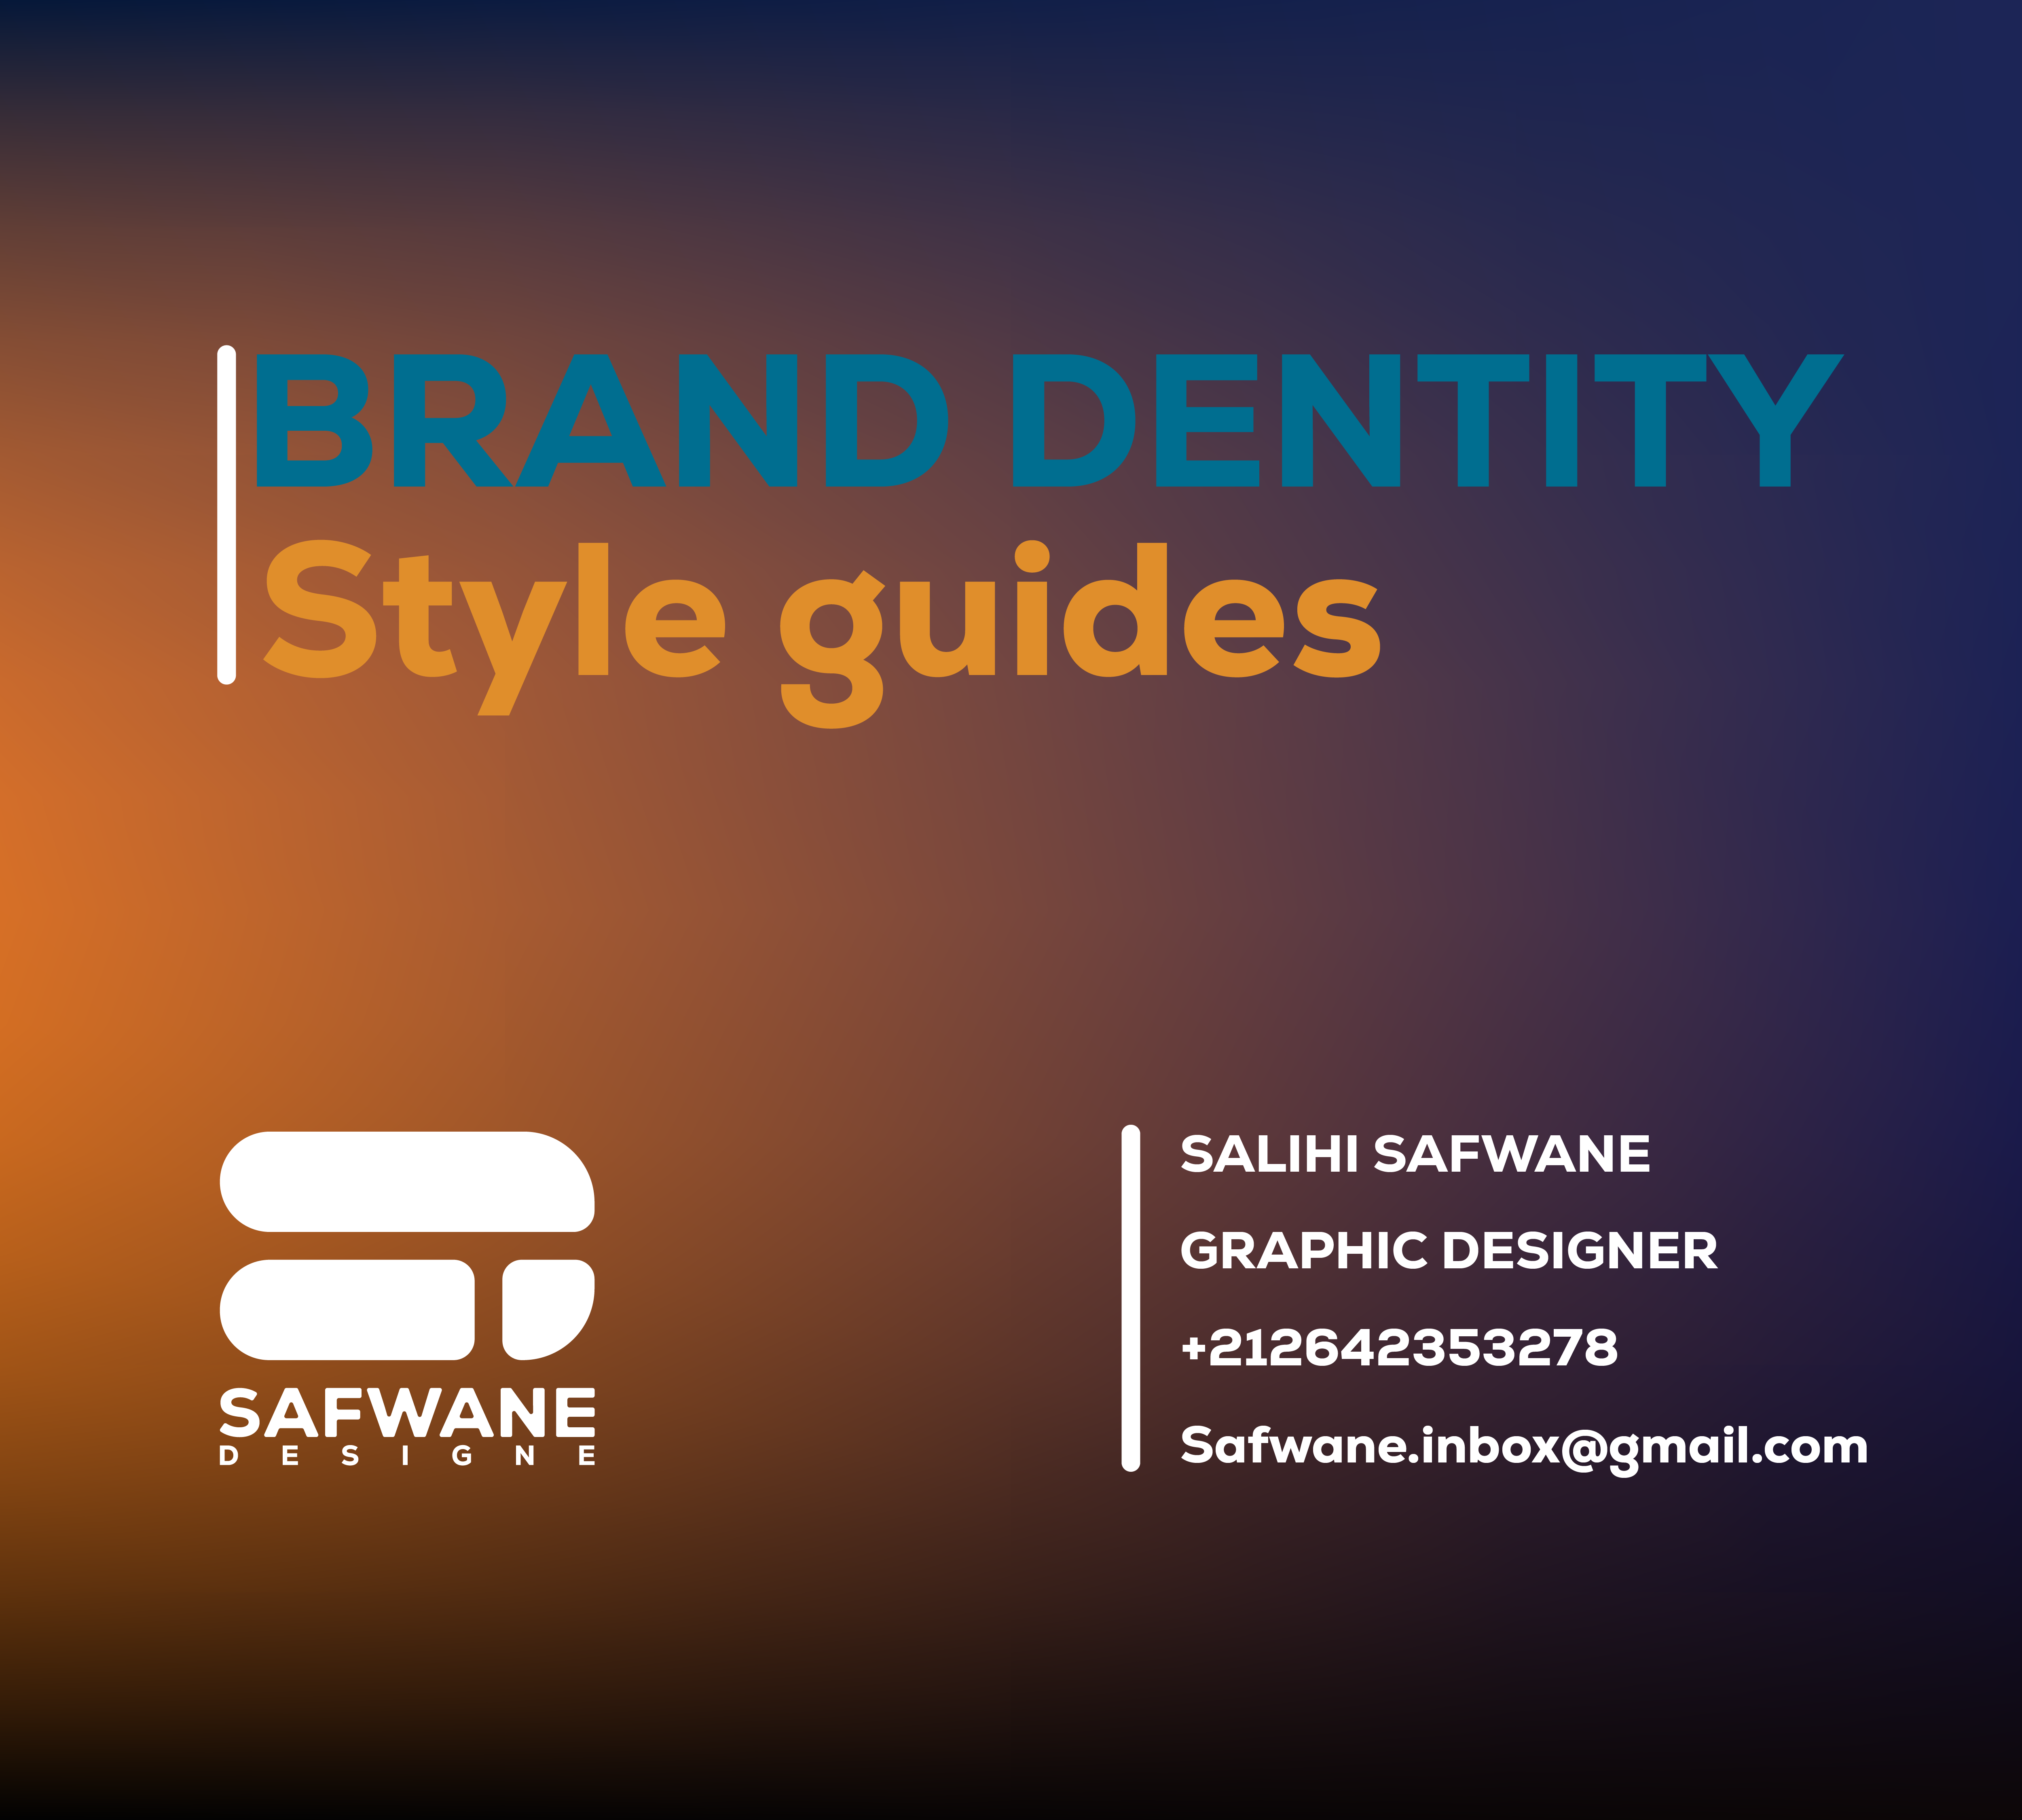 BRAND DENTITY
Style guides
SAFWANE
DESIGNE
SALIHI SAFWANE
GRAPHIC DESIGNER
+212642353278
Safwane.inbox@gmail.com